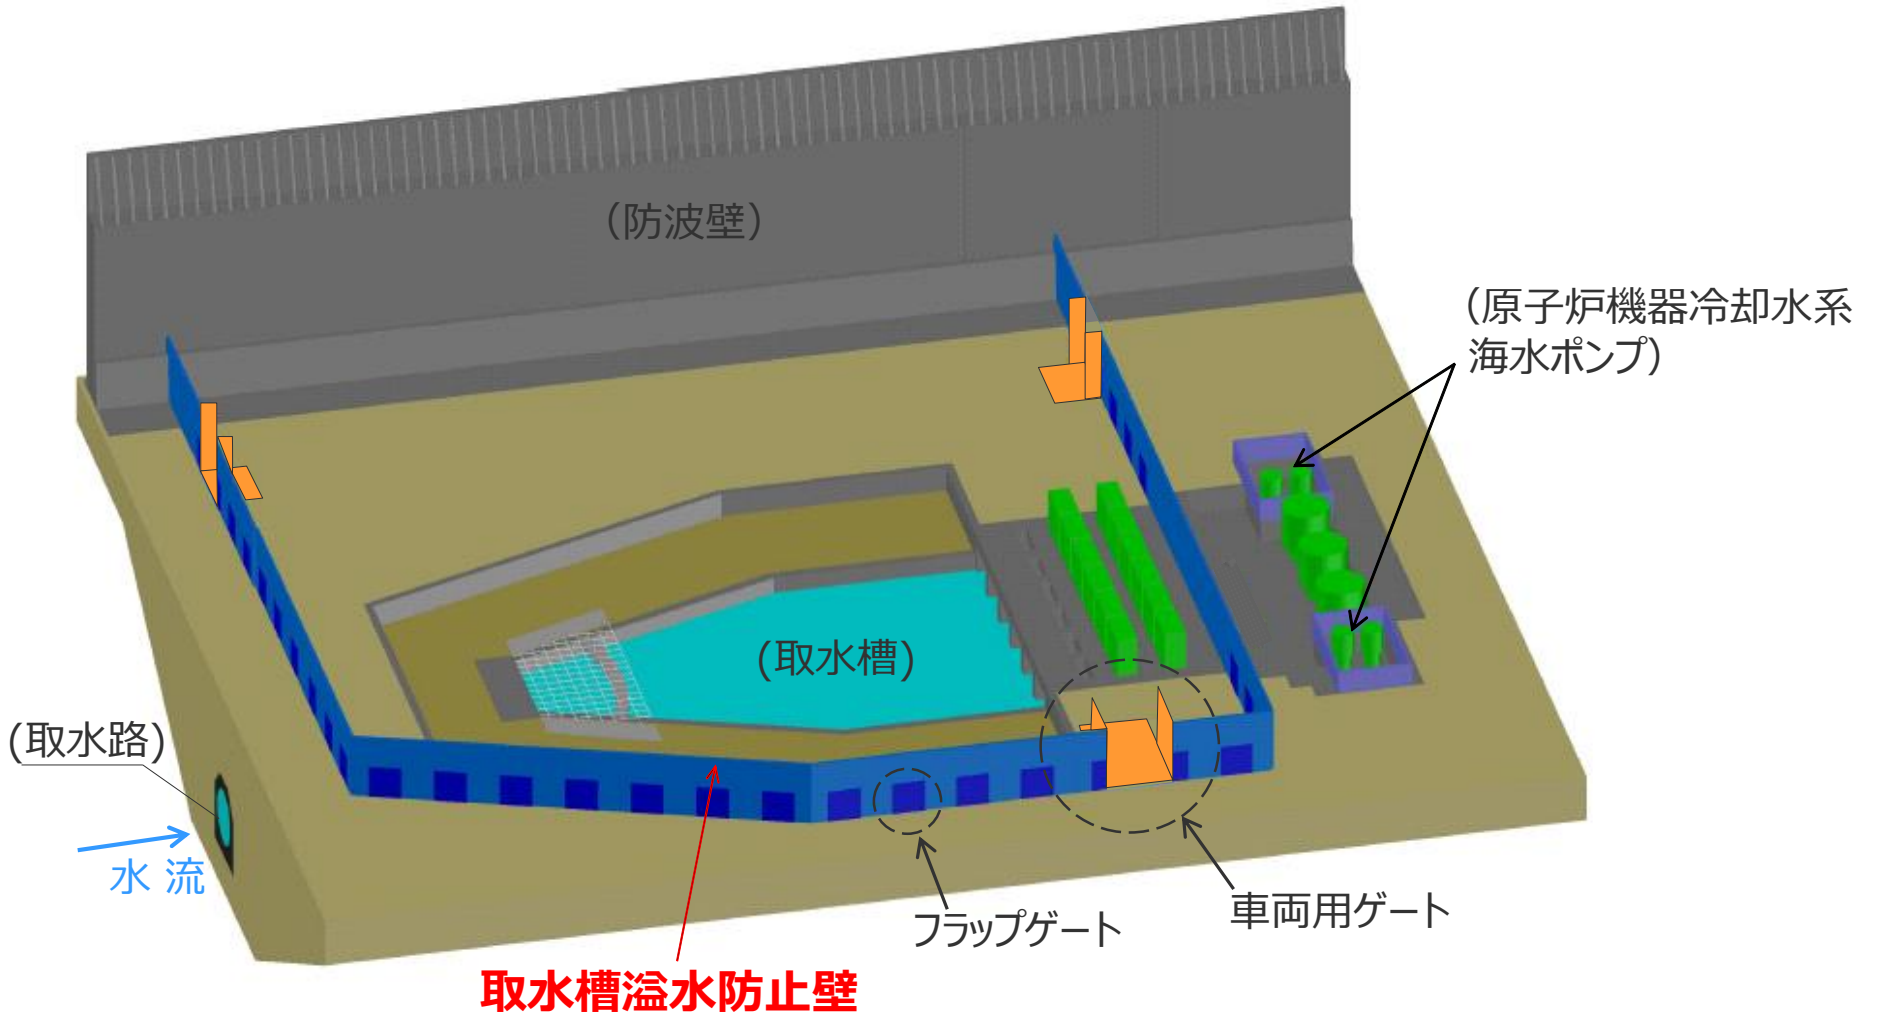 （防波壁）
（原子炉機器冷却水系
海水ポンプ）
(取水槽)
(取水路)
水 流
フラップゲート
車両用ゲート
取水槽溢水防止壁